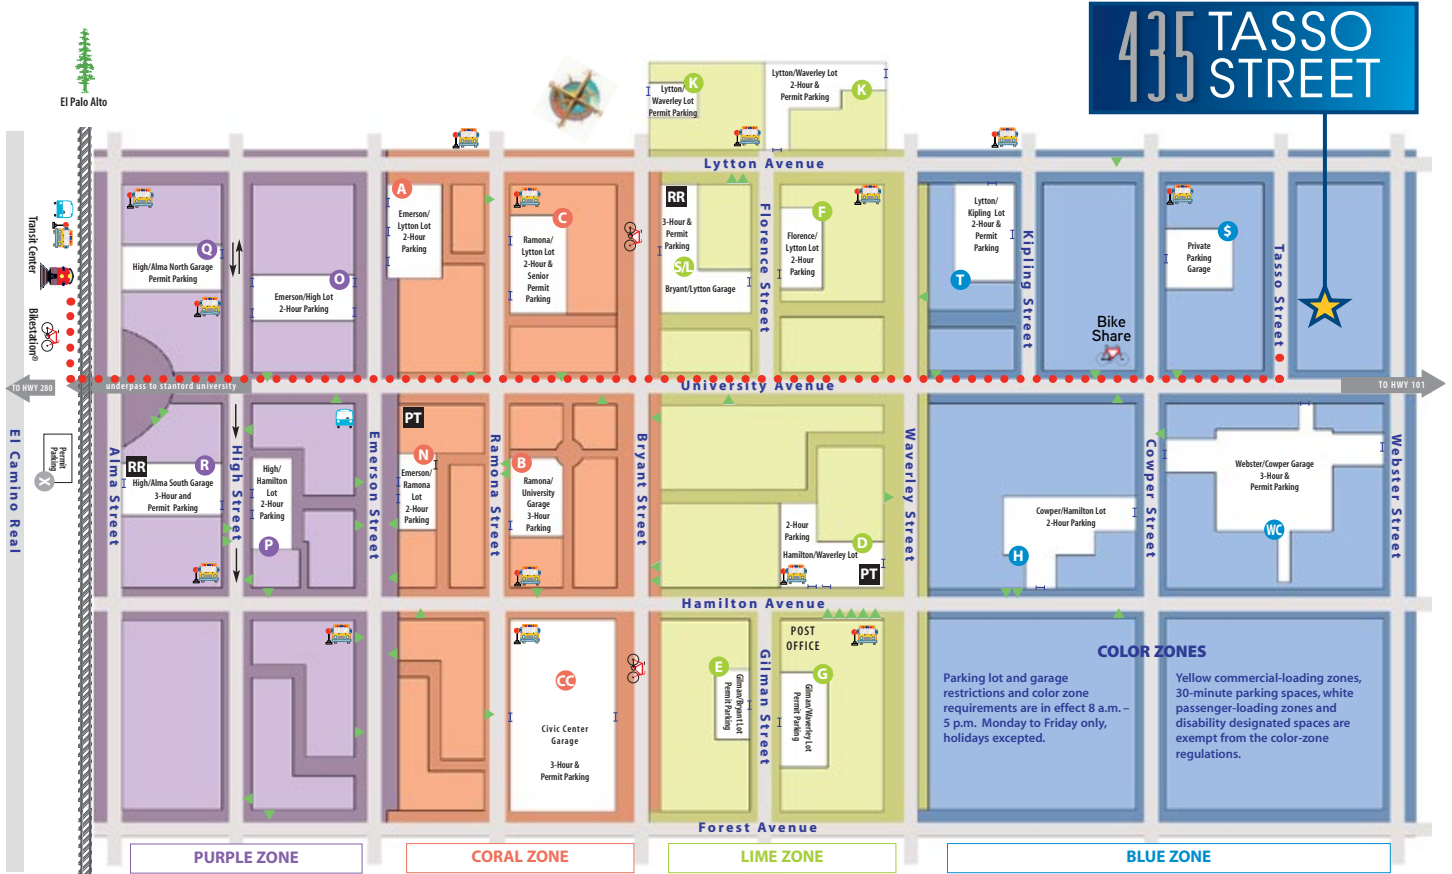 435 TASSO
STREET
El Palo Alto
Lytton/
Waverley Lot
Permit Parking
K
Lytton/Waverley Lot
2-Hour &
Permit Parking
K
Lytton Avenue
Transit Center
Bikestation®
TO HWY 280
El Camino Real
Permit
Parking
X
Q
High/Alma North Garage
Permit Parking
O
Emerson/High Lot
2-Hour Parking
A
Emerson/
Lytton Lot
2-Hour
Parking
C
Ramona/
Lytton Lot
2-Hour &
Senior
Permit
Parking
RR
3-Hour &
Permit
Parking
S/L
Bryant/Lytton Garage
Florence Street
F
Florence/
Lytton Lot
2-Hour
Parking
Lytton/
Kipling Lot
2-Hour &
Permit
Parking
T
Kipling Street
Bike
Share
$
Private
Parking
Garage
Tasso Street
underpass to stanford university
University Avenue
TO HWY 101
Alma Street
RR
R
High/Alma South Garage
3-Hour and
Permit Parking
High Street
High/
Hamilton
Lot
2-Hour
Parking
P
Emerson Street
PT
N
Emerson/
Ramona
Lot
2-Hour
Parking
Ramona Street
B
Ramona/
University
Garage
3-Hour
Parking
Bryant Street
2-Hour
Parking
D
Hamilton/Waverley Lot
PT
Waverley Street
Cowper/Hamilton Lot
2-Hour Parking
H
Cowper Street
Webster/Cowper Garage
3-Hour &
Permit Parking
WC
Webster Street
Hamilton Avenue
CC
Civic Center
Garage
3-Hour &
Permit Parking
E
Gilman/Bryant Lot
Permit Parking
Gilman Street
POST
OFFICE
G
Gilman/Waverley Lot
Permit Parking
COLOR ZONES
Parking lot and garage
restrictions and color zone
requirements are in effect 8 a.m. –
5 p.m. Monday to Friday only,
holidays excepted.
Yellow commercial-loading zones,
30-minute parking spaces, white
passenger-loading zones and
disability designated spaces are
exempt from the color-zone
regulations.
Forest Avenue
PURPLE ZONE
CORAL ZONE
LIME ZONE
BLUE ZONE